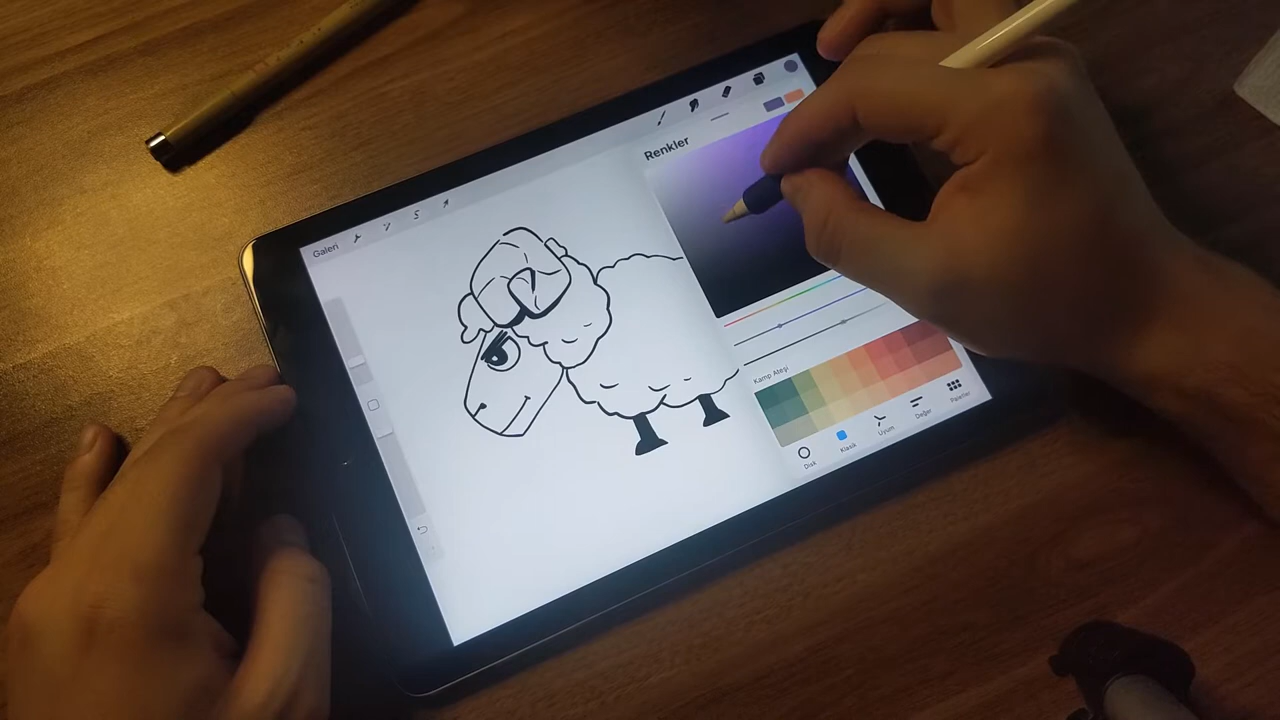 Galeri
Renkler
Kamp Ateşi
Disk
Klasik
Uyum
Değer
Paletler